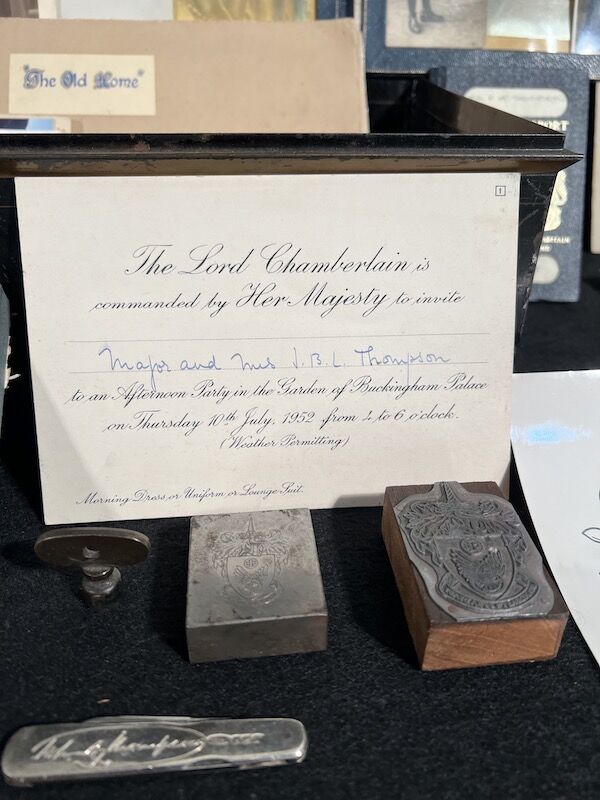 "The Old Home"
PORT
1
The Lord Chamberlain is
commanded by Her Majesty to invite
Major and Mrs J. B. L. Thompson
to an Afternoon Party in the Garden of Buckingham Palace
on Thursday 10th July, 1952 from 4 to 6 o'clock.
(Weather Permitting)
Morning Dress or Uniform or Lounge Suit.